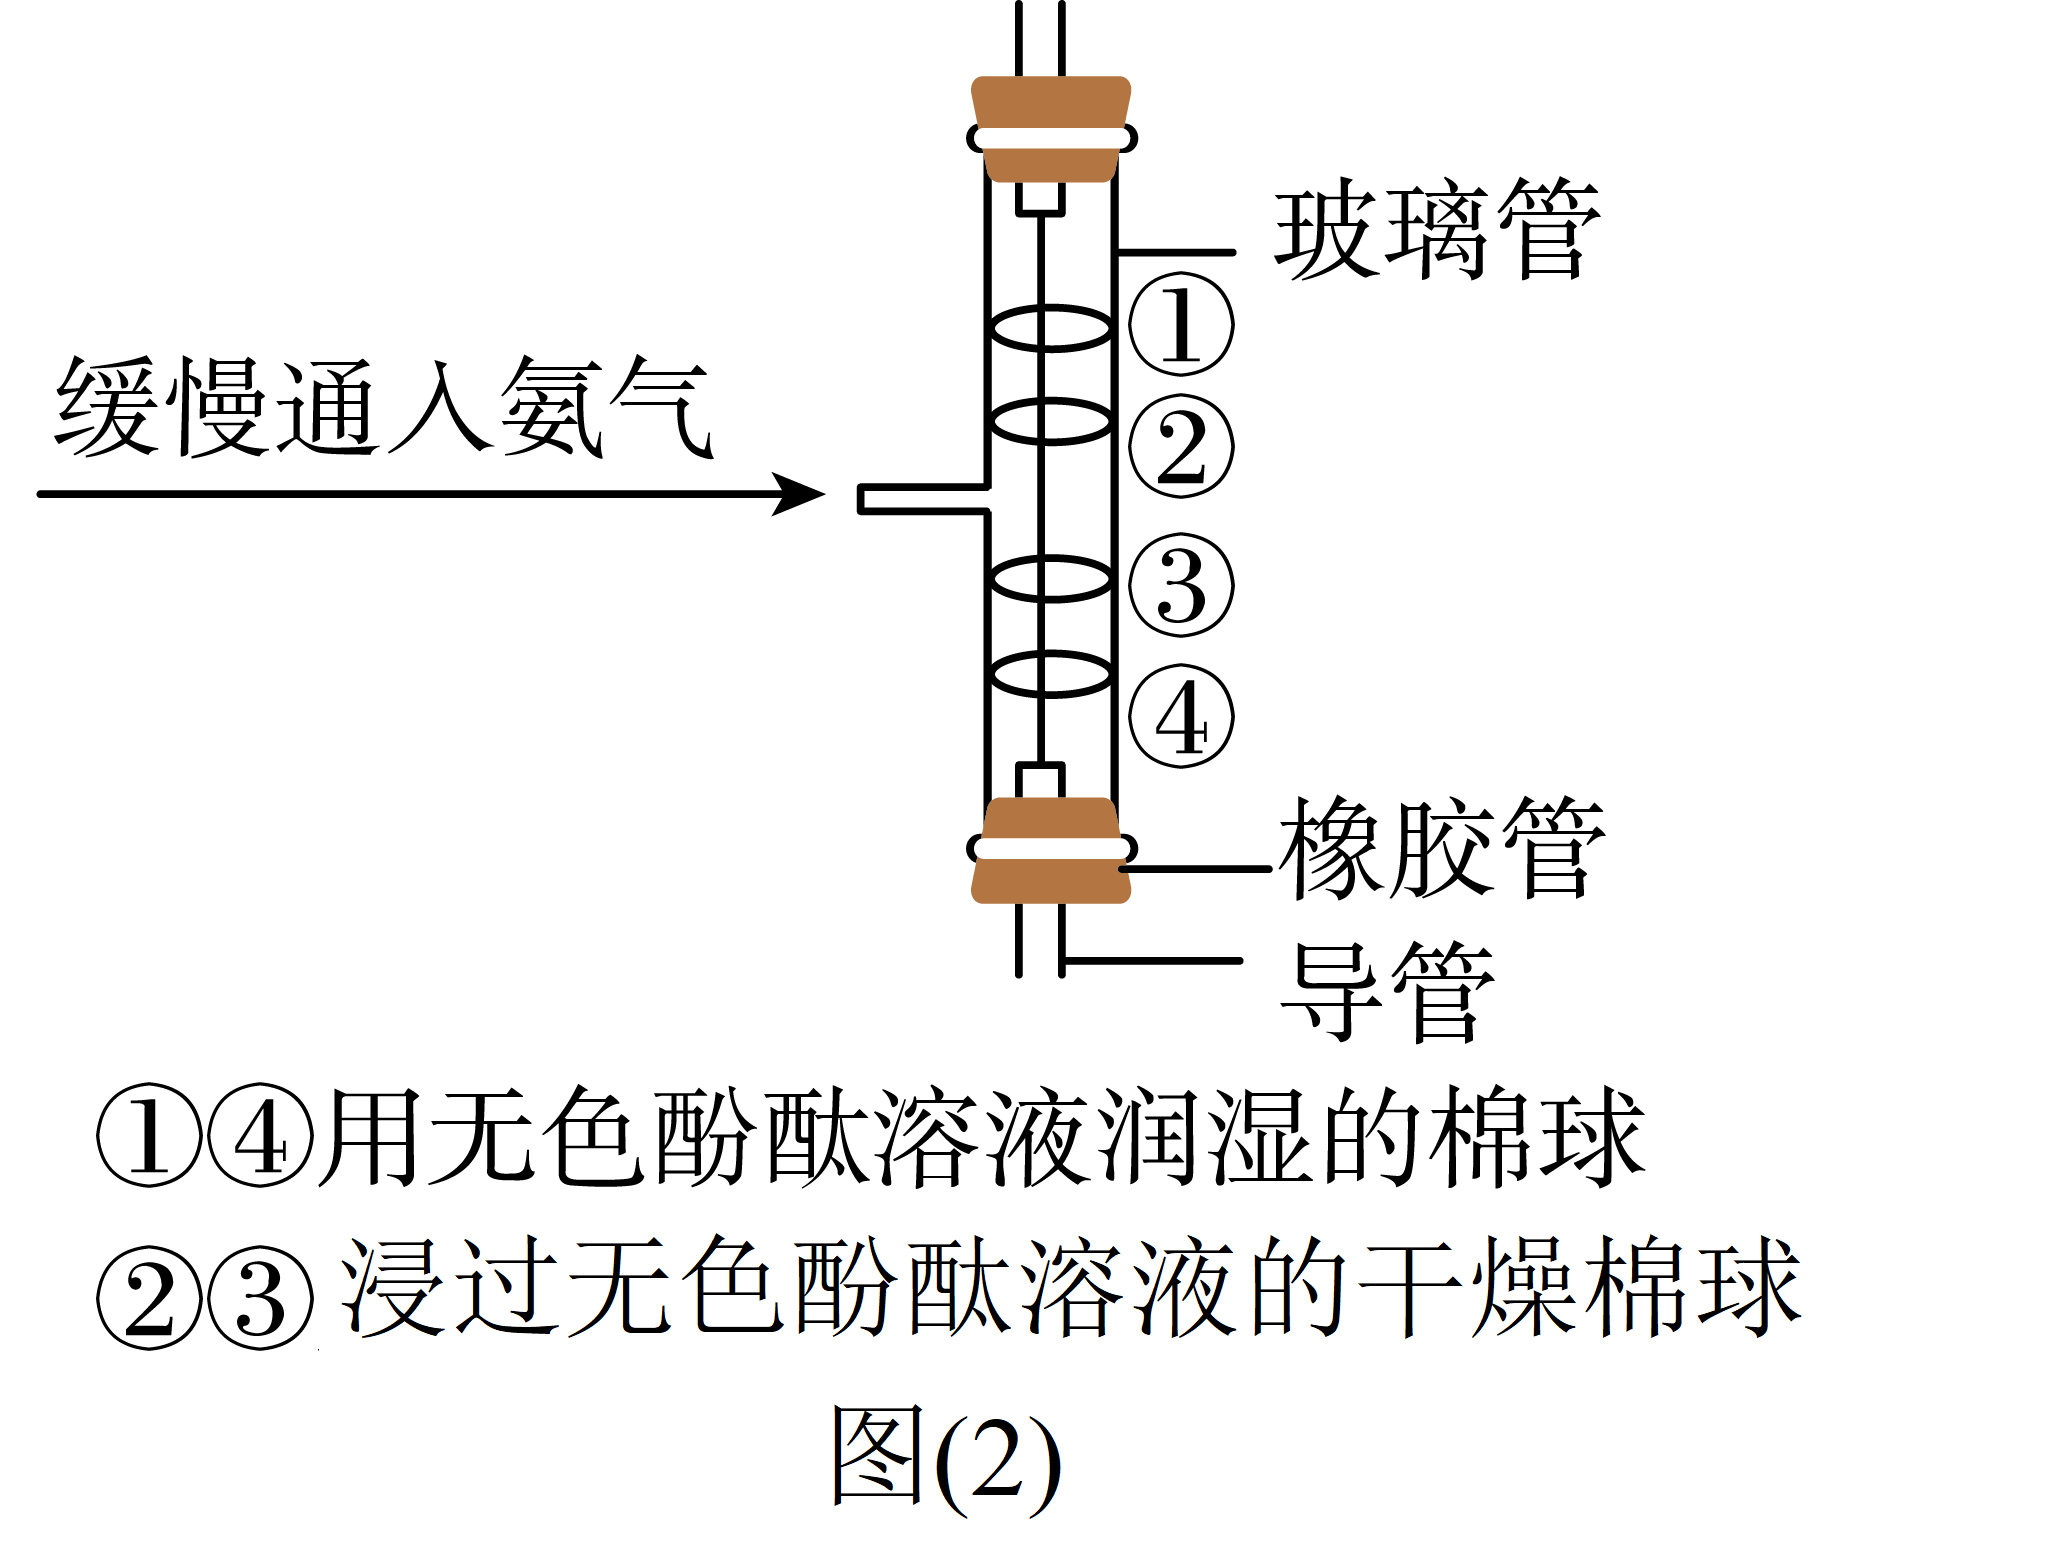 玻璃管
①
缓慢通入氨气
②
③
④
橡胶管
导管
①④用无色酚酞溶液润湿的棉球
②③浸过无色酚酞溶液的干燥棉球
图(2)